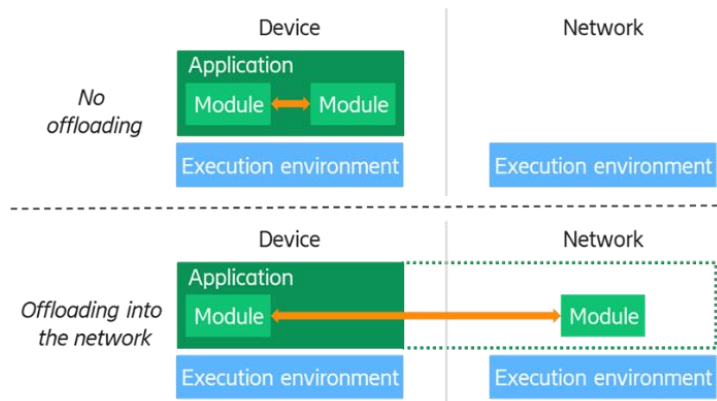 Device Network
Application
No
offloading
Module Module
Execution environment Execution environment
Device Network
Application
Offloading into
the network
Module Module
Execution environment Execution environment